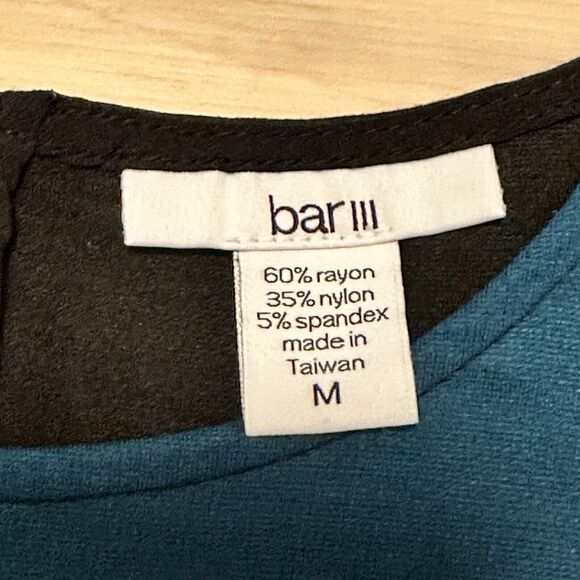 bar III
60% rayon
35% nylon
5% spandex
made in
Taiwan
M